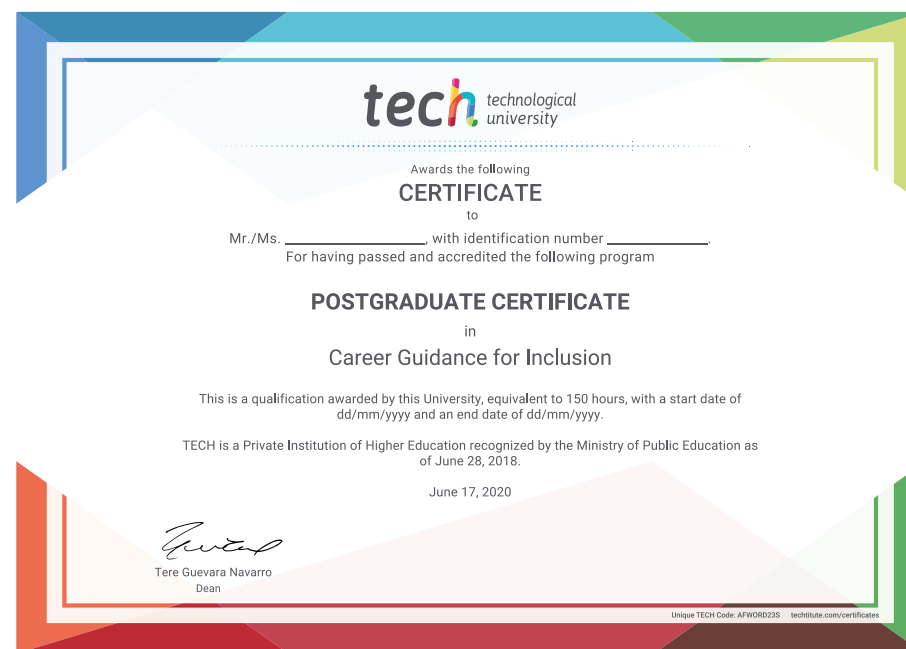 tech technological
university
Awards the following
CERTIFICATE
to
Mr./Ms. ____________________, with identification number ______________.
For having passed and accredited the following program
POSTGRADUATE CERTIFICATE
in
Career Guidance for Inclusion
This is a qualification awarded by this University, equivalent to 150 hours, with a start date of
dd/mm/yyyy and an end date of dd/mm/yyyy.
TECH is a Private Institution of Higher Education recognized by the Ministry of Public Education as
of June 28, 2018.
June 17, 2020
Tere Guevara Navarro
Dean
Unique TECH Code: AFWORD23S techtitute.com/certificates